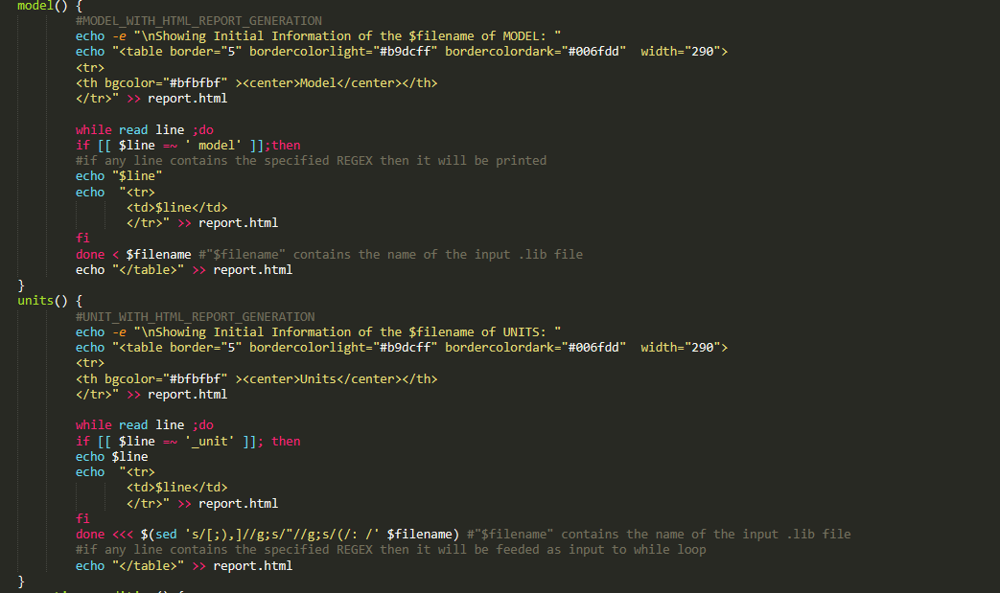 model() {
#MODEL_WITH_HTML_REPORT_GENERATION
echo -e "\nShowing Initial Information of the $filename of MODEL: "
echo "<table border="5" bordercolorlight="#b9dcff" bordercolordark="#006fdd"  width="290">
<tr>
<th bgcolor="#bfbfbf" ><center>Model</center></th>
</tr>" >> report.html
while read line ;do
if [[ $line =~ ' model' ]];then
#if any line contains the specified REGEX then it will be printed
echo "$line"
echo  "<tr>
<td>$line</td>
</tr>" >> report.html
fi
done < $filename #"$filename" contains the name of the input .lib file
echo "</table>" >> report.html
}
units() {
#UNIT_WITH_HTML_REPORT_GENERATION
echo -e "\nShowing Initial Information of the $filename of UNITS: "
echo "<table border="5" bordercolorlight="#b9dcff" bordercolordark="#006fdd"  width="290">
<tr>
<th bgcolor="#bfbfbf" ><center>Units</center></th>
</tr>" >> report.html
while read line ;do
if [[ $line =~ '_unit' ]]; then
echo $line
echo  "<tr>
<td>$line</td>
</tr>" >> report.html
fi
done <<< $(sed 's/[;),]//g;s/"//g;s/(/: /' $filename) #"$filename" contains the name of the input .lib file
#if any line contains the specified REGEX then it will be feeded as input to while loop
echo "</table>" >> report.html
}